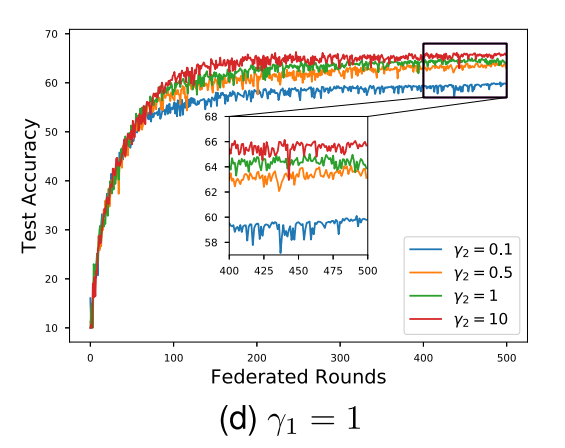 70
60
50
40
30
20
10
Test Accuracy
68
66
64
62
60
58
400 425 450 475 500
γ₂ = 0.1
γ₂ = 0.5
γ₂ = 1
γ₂ = 10
0 100 200 300 400 500
Federated Rounds
(d) γ₁ = 1